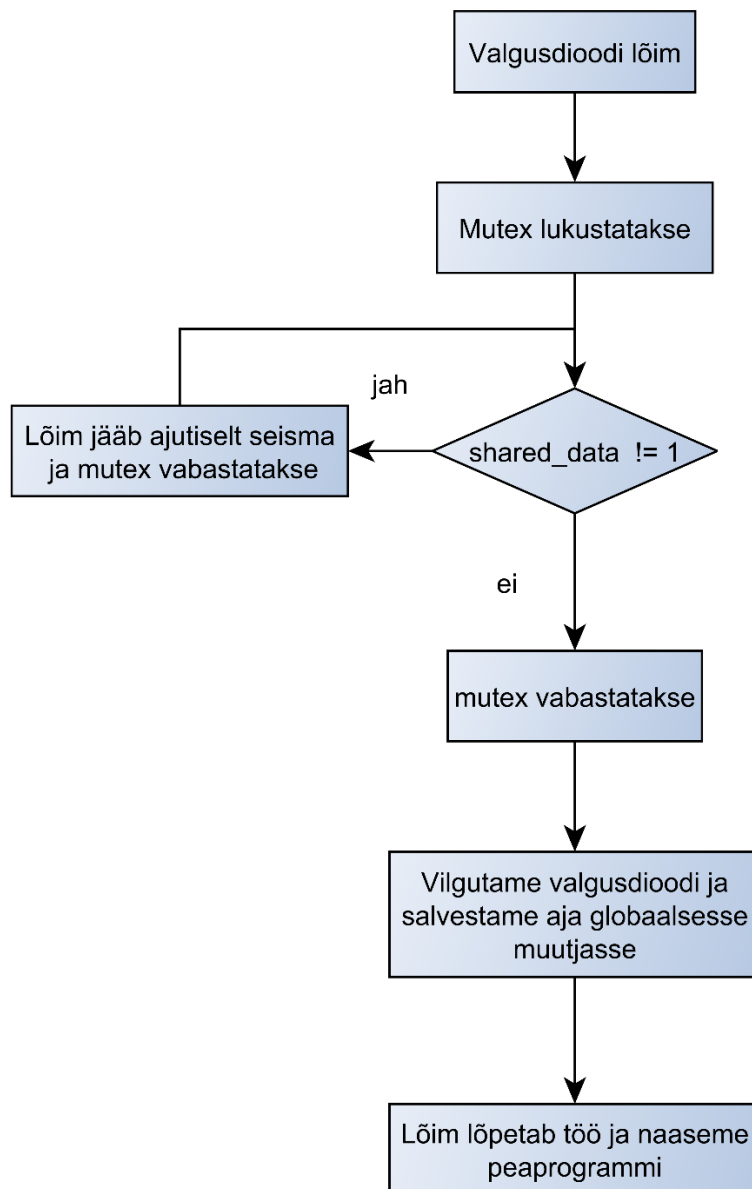 Valgusdioodi lõim
Mutex lukustatakse
jah
Lõim jääb ajutiselt seisma
ja mutex vabastatakse
shared_data != 1
ei
mutex vabastatakse
Vilgutame valgusdioodi ja
salvestame aja globaalsesse
muutjasse
Lõim lõpetab töö ja naaseme
peaprogrammi